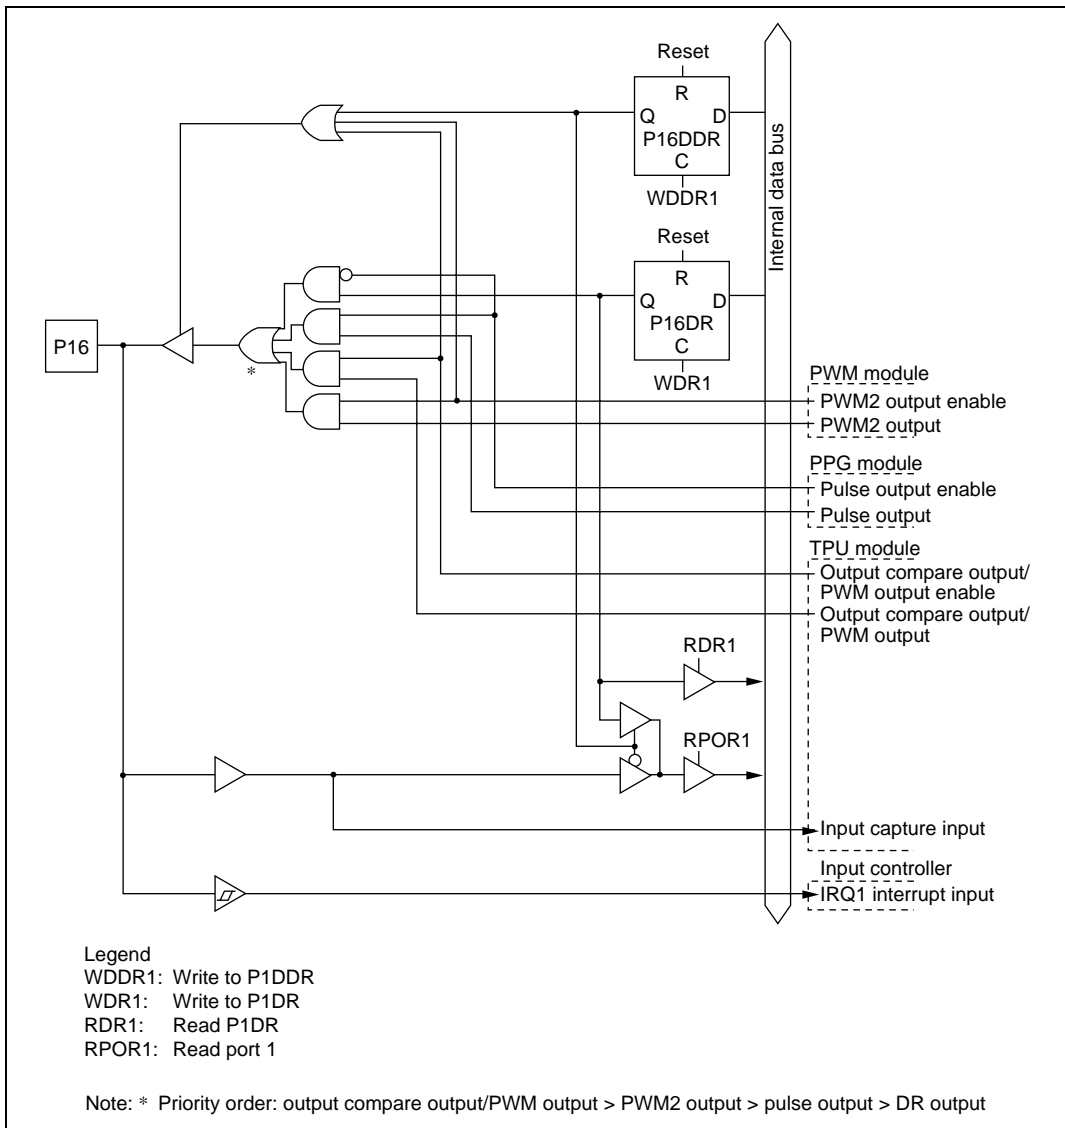 Reset
R
Q D
P16DDR
C
WDDR1
Internal data bus
Reset
R
Q D
P16DR
C
WDR1
P16
*
PWM module
PWM2 output enable
PWM2 output
PPG module
Pulse output enable
Pulse output
TPU module
Output compare output/
PWM output enable
Output compare output/
PWM output
RDR1
RPOR1
Input capture input
Input controller
IRQ1 interrupt input
Legend
WDDR1: Write to P1DDR
WDR1: Write to P1DR
RDR1: Read P1DR
RPOR1: Read port 1
Note: * Priority order: output compare output/PWM output > PWM2 output > pulse output > DR output